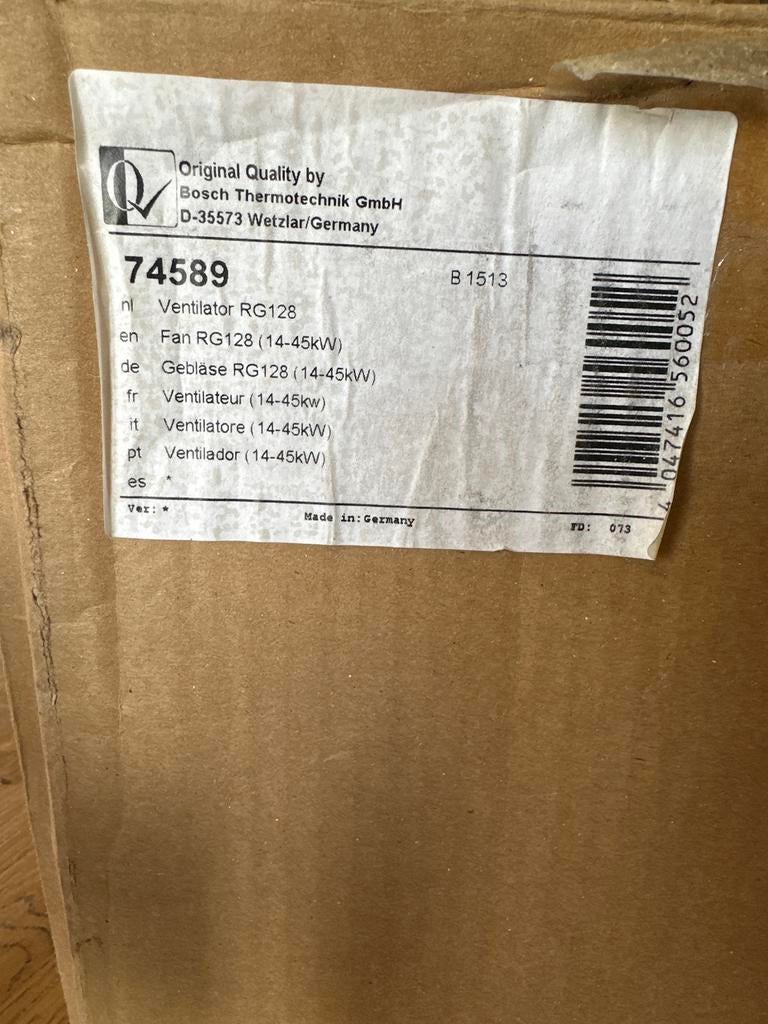 Original Quality by
Bosch Thermotechnik GmbH
D-35573 Wetzlar/Germany
74589
B 1513
nl Ventilator RG128
en Fan RG128 (14-45kW)
de Gebläse RG128 (14-45kW)
fr Ventilateur (14-45kw)
it Ventilatore (14-45kW)
pt Ventilador (14-45kW)
es *
Ver: *
Made in: Germany
FD: 073
4 047416 560052